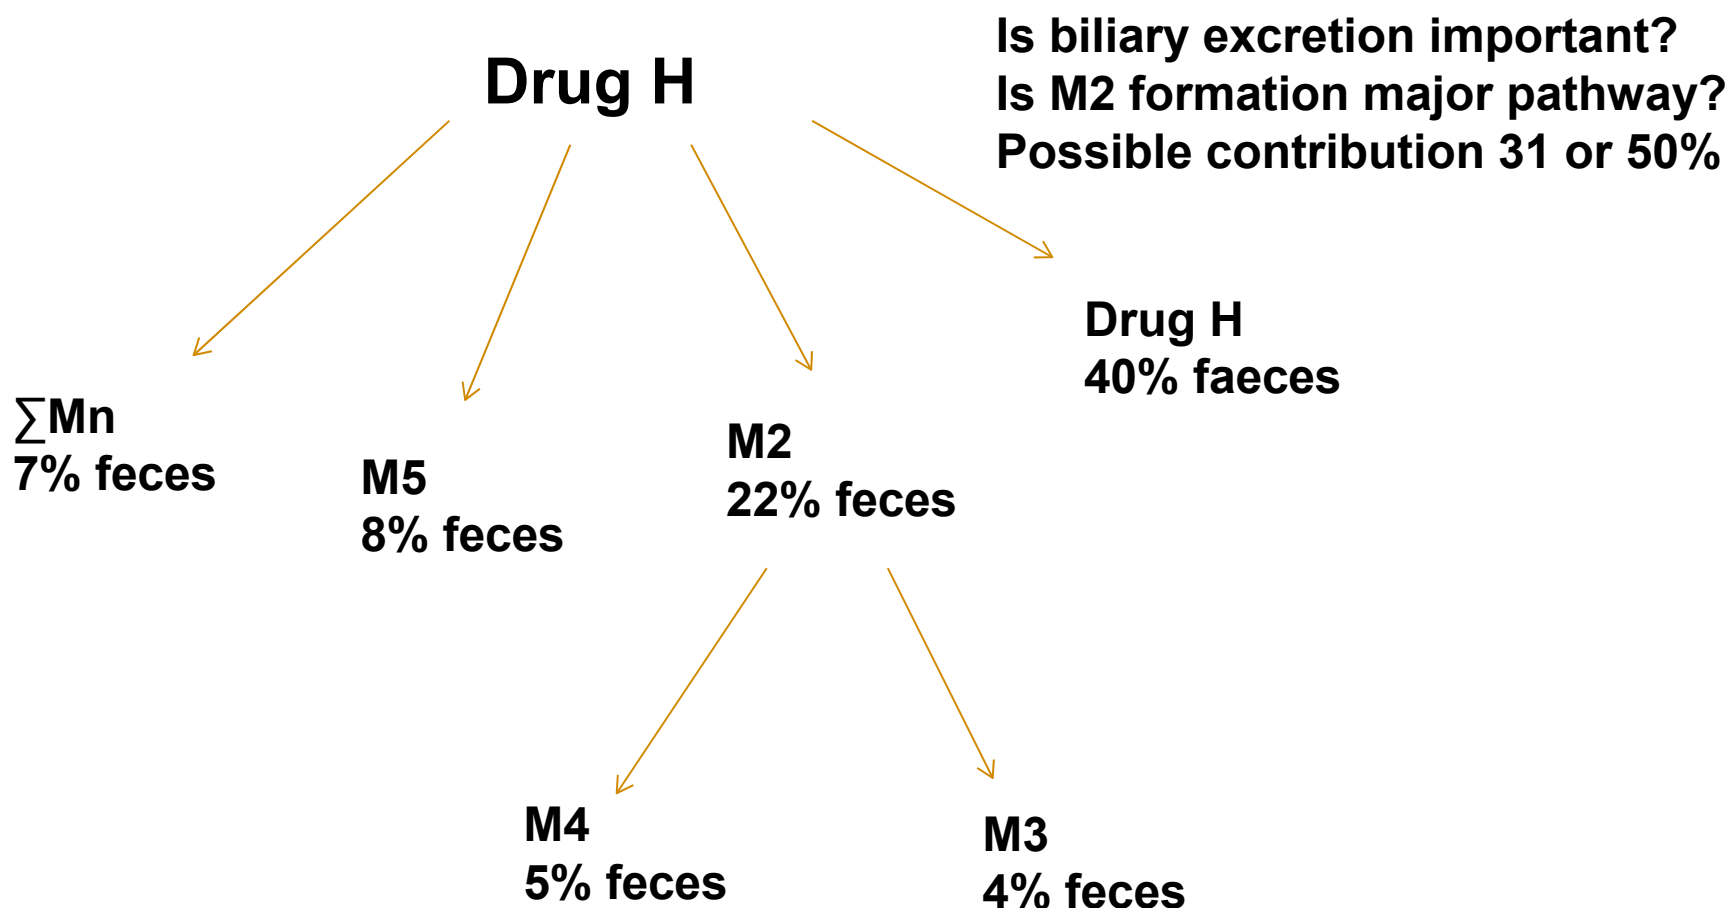 Drug H
Is biliary excretion important?
Is M2 formation major pathway?
Possible contribution 31 or 50%
Drug H
40% faeces
∑Mn
7% feces
M5
8% feces
M2
22% feces
M4
5% feces
M3
4% feces